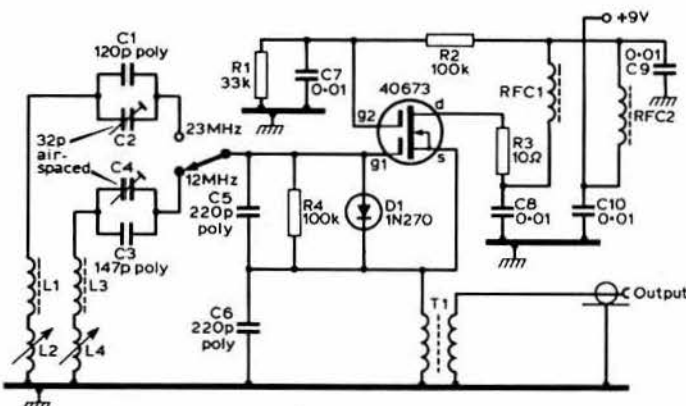 C1
120p poly
32p
air-
spaced
C2
23MHz
C4
12MHz
C3
147p poly
L1
L3
L2
L4
R1
33k
C7
0·01
R2
100k
40673
g2
d
g1
s
C5
220p
poly
R4
100k
D1
1N270
C6
220p
poly
R3
10Ω
C8
0·01
RFC1
+9V
0·01
C9
RFC2
C10
0·01
T1
Output